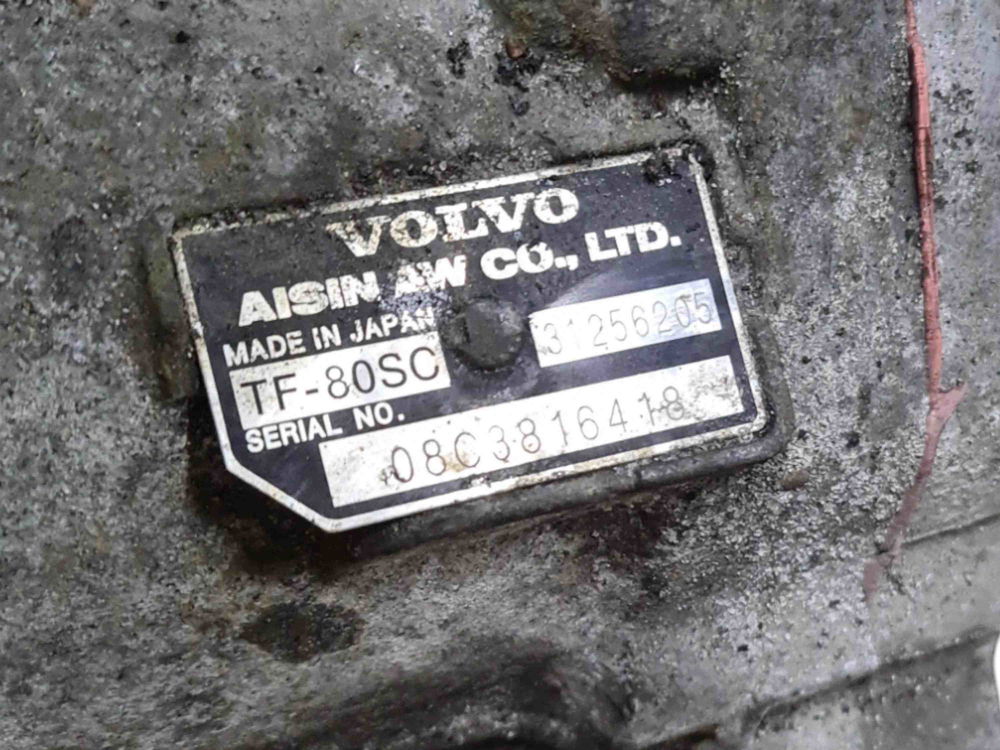 VOLVO
AISIN AW CO., LTD.
MADE IN JAPAN
TF-80SC 31256205
SERIAL NO.
08C3816418